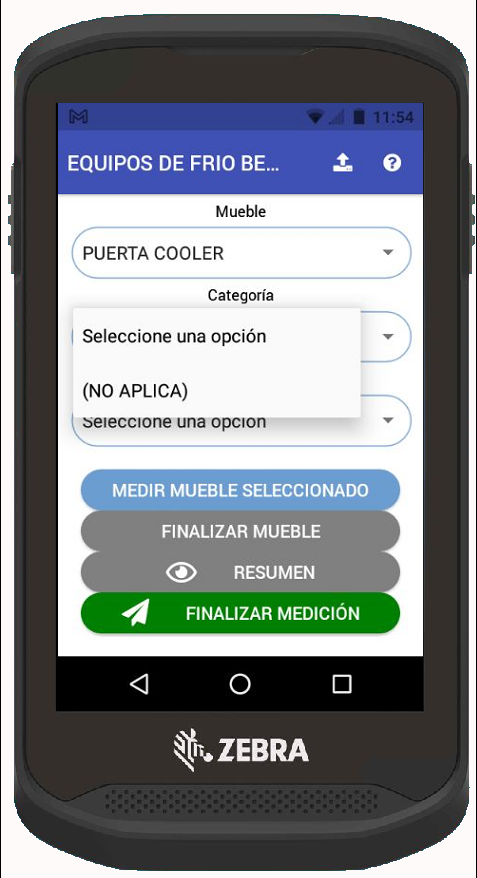 11:54
EQUIPOS DE FRIO BE...
Mueble
PUERTA COOLER
Categoría
Seleccione una opción
(NO APLICA)
Seleccione una opción
MEDIR MUEBLE SELECCIONADO
FINALIZAR MUEBLE
RESUMEN
FINALIZAR MEDICIÓN
ZEBRA